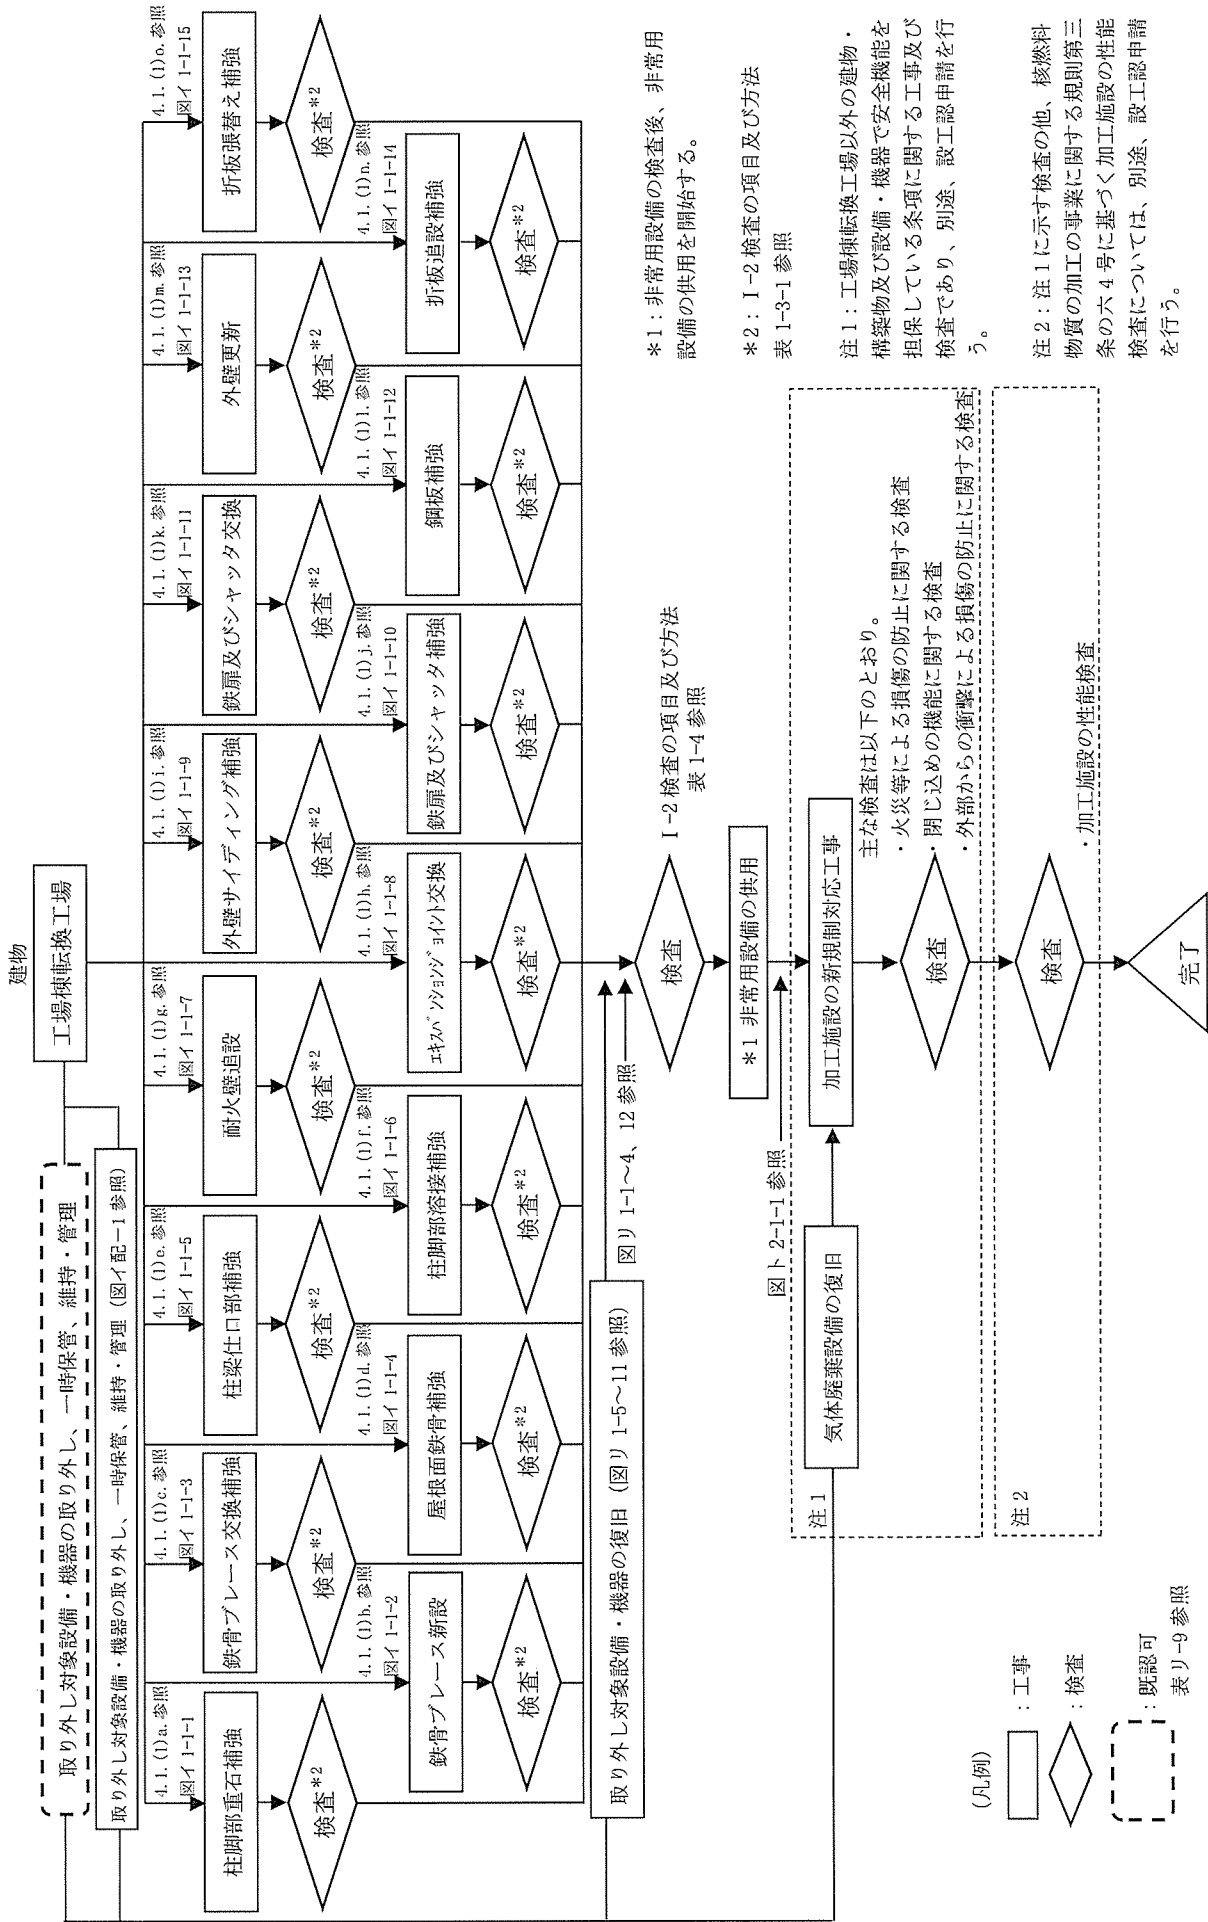 建物
工場棟転換工場
取り外し対象設備・機器の取り外し、一時保管、維持・管理
取り外し対象設備・機器の取り外し、一時保管、維持・管理（図イ配－1 参照）
4.1.(1)a.参照
図イ1-1-1
柱脚部重石補強
検査*2
4.1.(1)b.参照
図イ1-1-2
鉄骨ブレース新設
検査*2
4.1.(1)c.参照
図イ1-1-3
鉄骨ブレース交換補強
検査*2
4.1.(1)d.参照
図イ1-1-4
屋根面鉄骨補強
検査*2
4.1.(1)e.参照
図イ1-1-5
柱梁仕口部補強
検査*2
4.1.(1)f.参照
図イ1-1-6
柱脚部溶接補強
検査*2
4.1.(1)g.参照
図イ1-1-7
耐火壁追設
検査*2
4.1.(1)h.参照
図イ1-1-8
ｴｷｽﾊﾟﾝｼｮﾝｼﾞｮｲﾝﾄ交換
検査*2
4.1.(1)i.参照
図イ1-1-9
外壁サイディング補強
検査*2
4.1.(1)j.参照
図イ1-1-10
鉄扉及びシャッタ補強
検査*2
4.1.(1)k.参照
図イ1-1-11
鉄扉及びシャッタ交換
検査*2
4.1.(1)l.参照
図イ1-1-12
鋼板補強
検査*2
4.1.(1)m.参照
図イ1-1-13
外壁更新
検査*2
4.1.(1)n.参照
図イ1-1-14
折板追設補強
検査*2
4.1.(1)o.参照
図イ1-1-15
折板張替え補強
検査*2
取り外し対象設備・機器の復旧（図リ 1-5～11 参照）
図リ 1-1～4、12 参照
検査
I-2 検査の項目及び方法
表 1-4 参照
*1 非常用設備の供用
図ト 2-1-1 参照
注 1
気体廃棄設備の復旧
加工施設の新規制対応工事
主な検査は以下のとおり。
・火災等による損傷の防止に関する検査
・閉じ込めの機能に関する検査
・外部からの衝撃による損傷の防止に関する検査
検査
注 2
検査
・加工施設の性能検査
完了
*1：非常用設備の検査後、非常用
設備の供用を開始する。
*2：I-2 検査の項目及び方法
表 1-3-1 参照
注 1：工場棟転換工場以外の建物・
構築物及び設備・機器で安全機能を
担保している条項に関する工事及び
検査であり、別途、設工認申請を行
う。
注 2：注 1 に示す検査の他、核燃料
物質の加工の事業に関する規則第三
条の六 4 号に基づく加工施設の性能
検査については、別途、設工認申請
を行う。
(凡例)
：工事
：検査
：既認可
表リ-9 参照